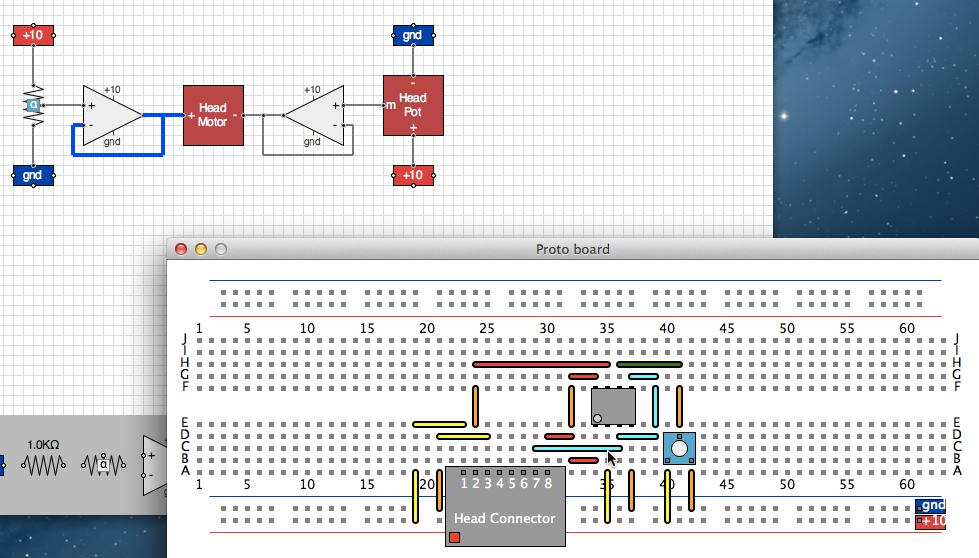 +10
gnd
+10
+10
α
+
-
gnd
Head
Motor
+
-
+
-
gnd
m
-
Head
Pot
+
gnd
+10
Proto board
1 5 10 15 20 25 30 35 40 45 50 55 60
J J
I I
H H
G G
F F
E E
D D
C C
B B
A A
1 5 20 35 40 45 50 55 60
10 15
1 2 3 4 5 6 7 8
Head Connector
gnd
+10
1.0KΩ
α
+
-